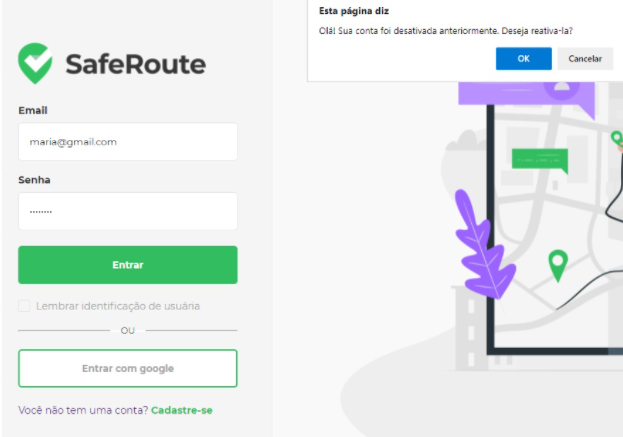 Esta página diz
Olá! Sua conta foi desativada anteriormente. Deseja reativa-la?
OK
Cancelar
SafeRoute
Email
maria@gmail.com
Senha
........
Entrar
Lembrar identificação de usuária
OU
Entrar com google
Você não tem uma conta? Cadastre-se